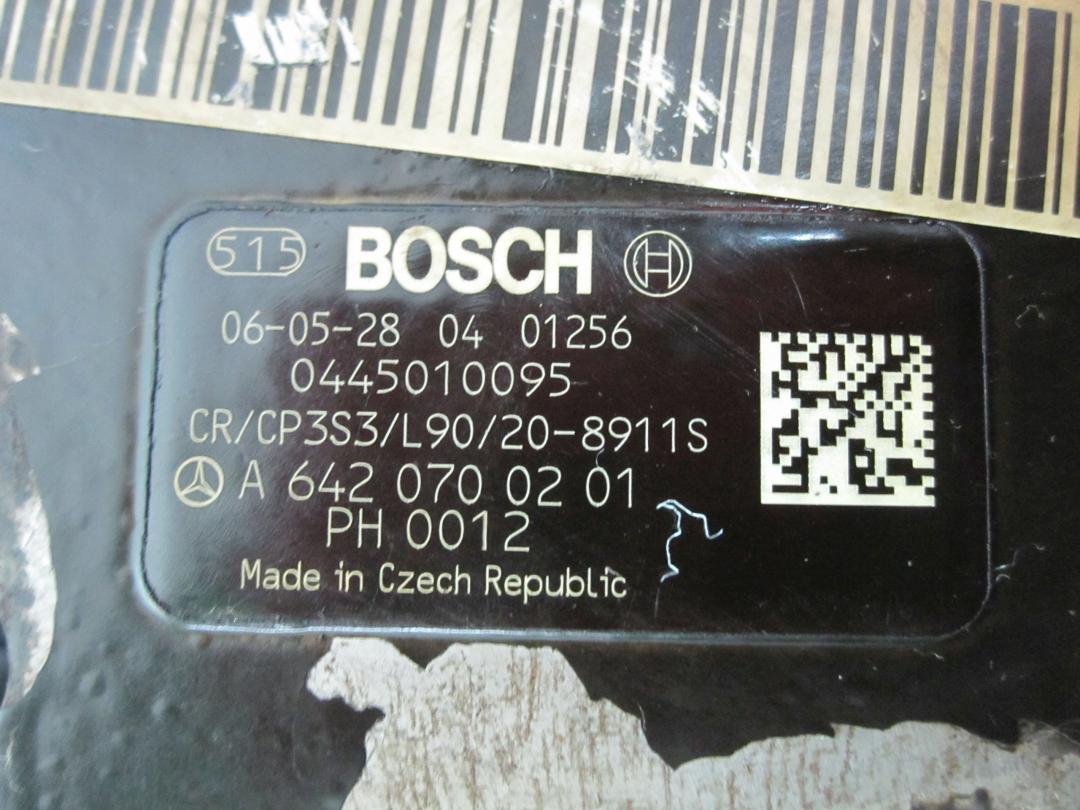 515 BOSCH
06-05-28 04 01256
0445010095
CR/CP3S3/L90/20-8911S
A 642 070 02 01
PH 0012
Made in Czech Republic